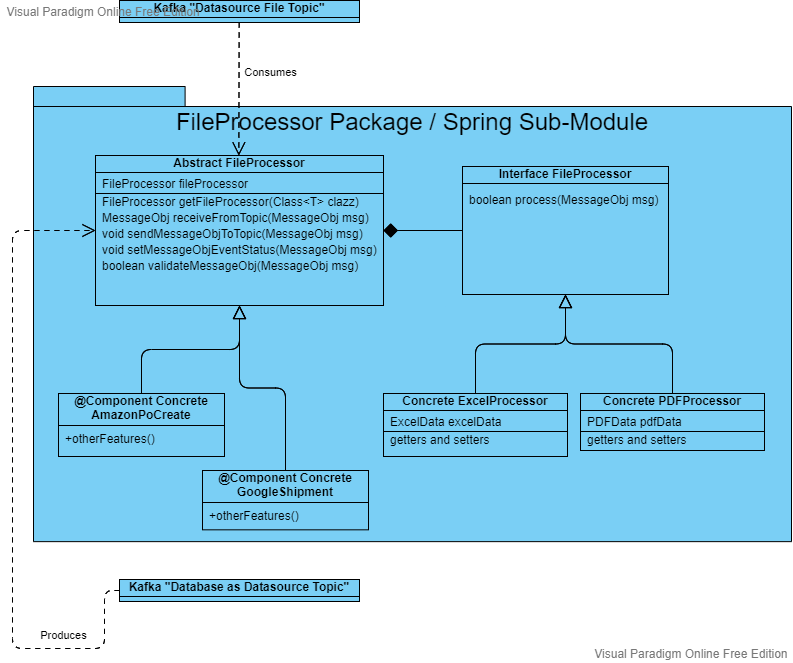 Visual Paradigm Online Free Edition
Kafka "Datasource File Topic"
Consumes
FileProcessor Package / Spring Sub-Module
Abstract FileProcessor
FileProcessor fileProcessor
FileProcessor getFileProcessor(Class<T> clazz)
MessageObj receiveFromTopic(MessageObj msg)
void sendMessageObjToTopic(MessageObj msg)
void setMessageObjEventStatus(MessageObj msg)
boolean validateMessageObj(MessageObj msg)
Interface FileProcessor
boolean process(MessageObj msg)
@Component Concrete
AmazonPoCreate
+otherFeatures()
@Component Concrete
GoogleShipment
+otherFeatures()
Concrete ExcelProcessor
ExcelData excelData
getters and setters
Concrete PDFProcessor
PDFData pdfData
getters and setters
Kafka "Database as Datasource Topic"
Produces
Visual Paradigm Online Free Edition